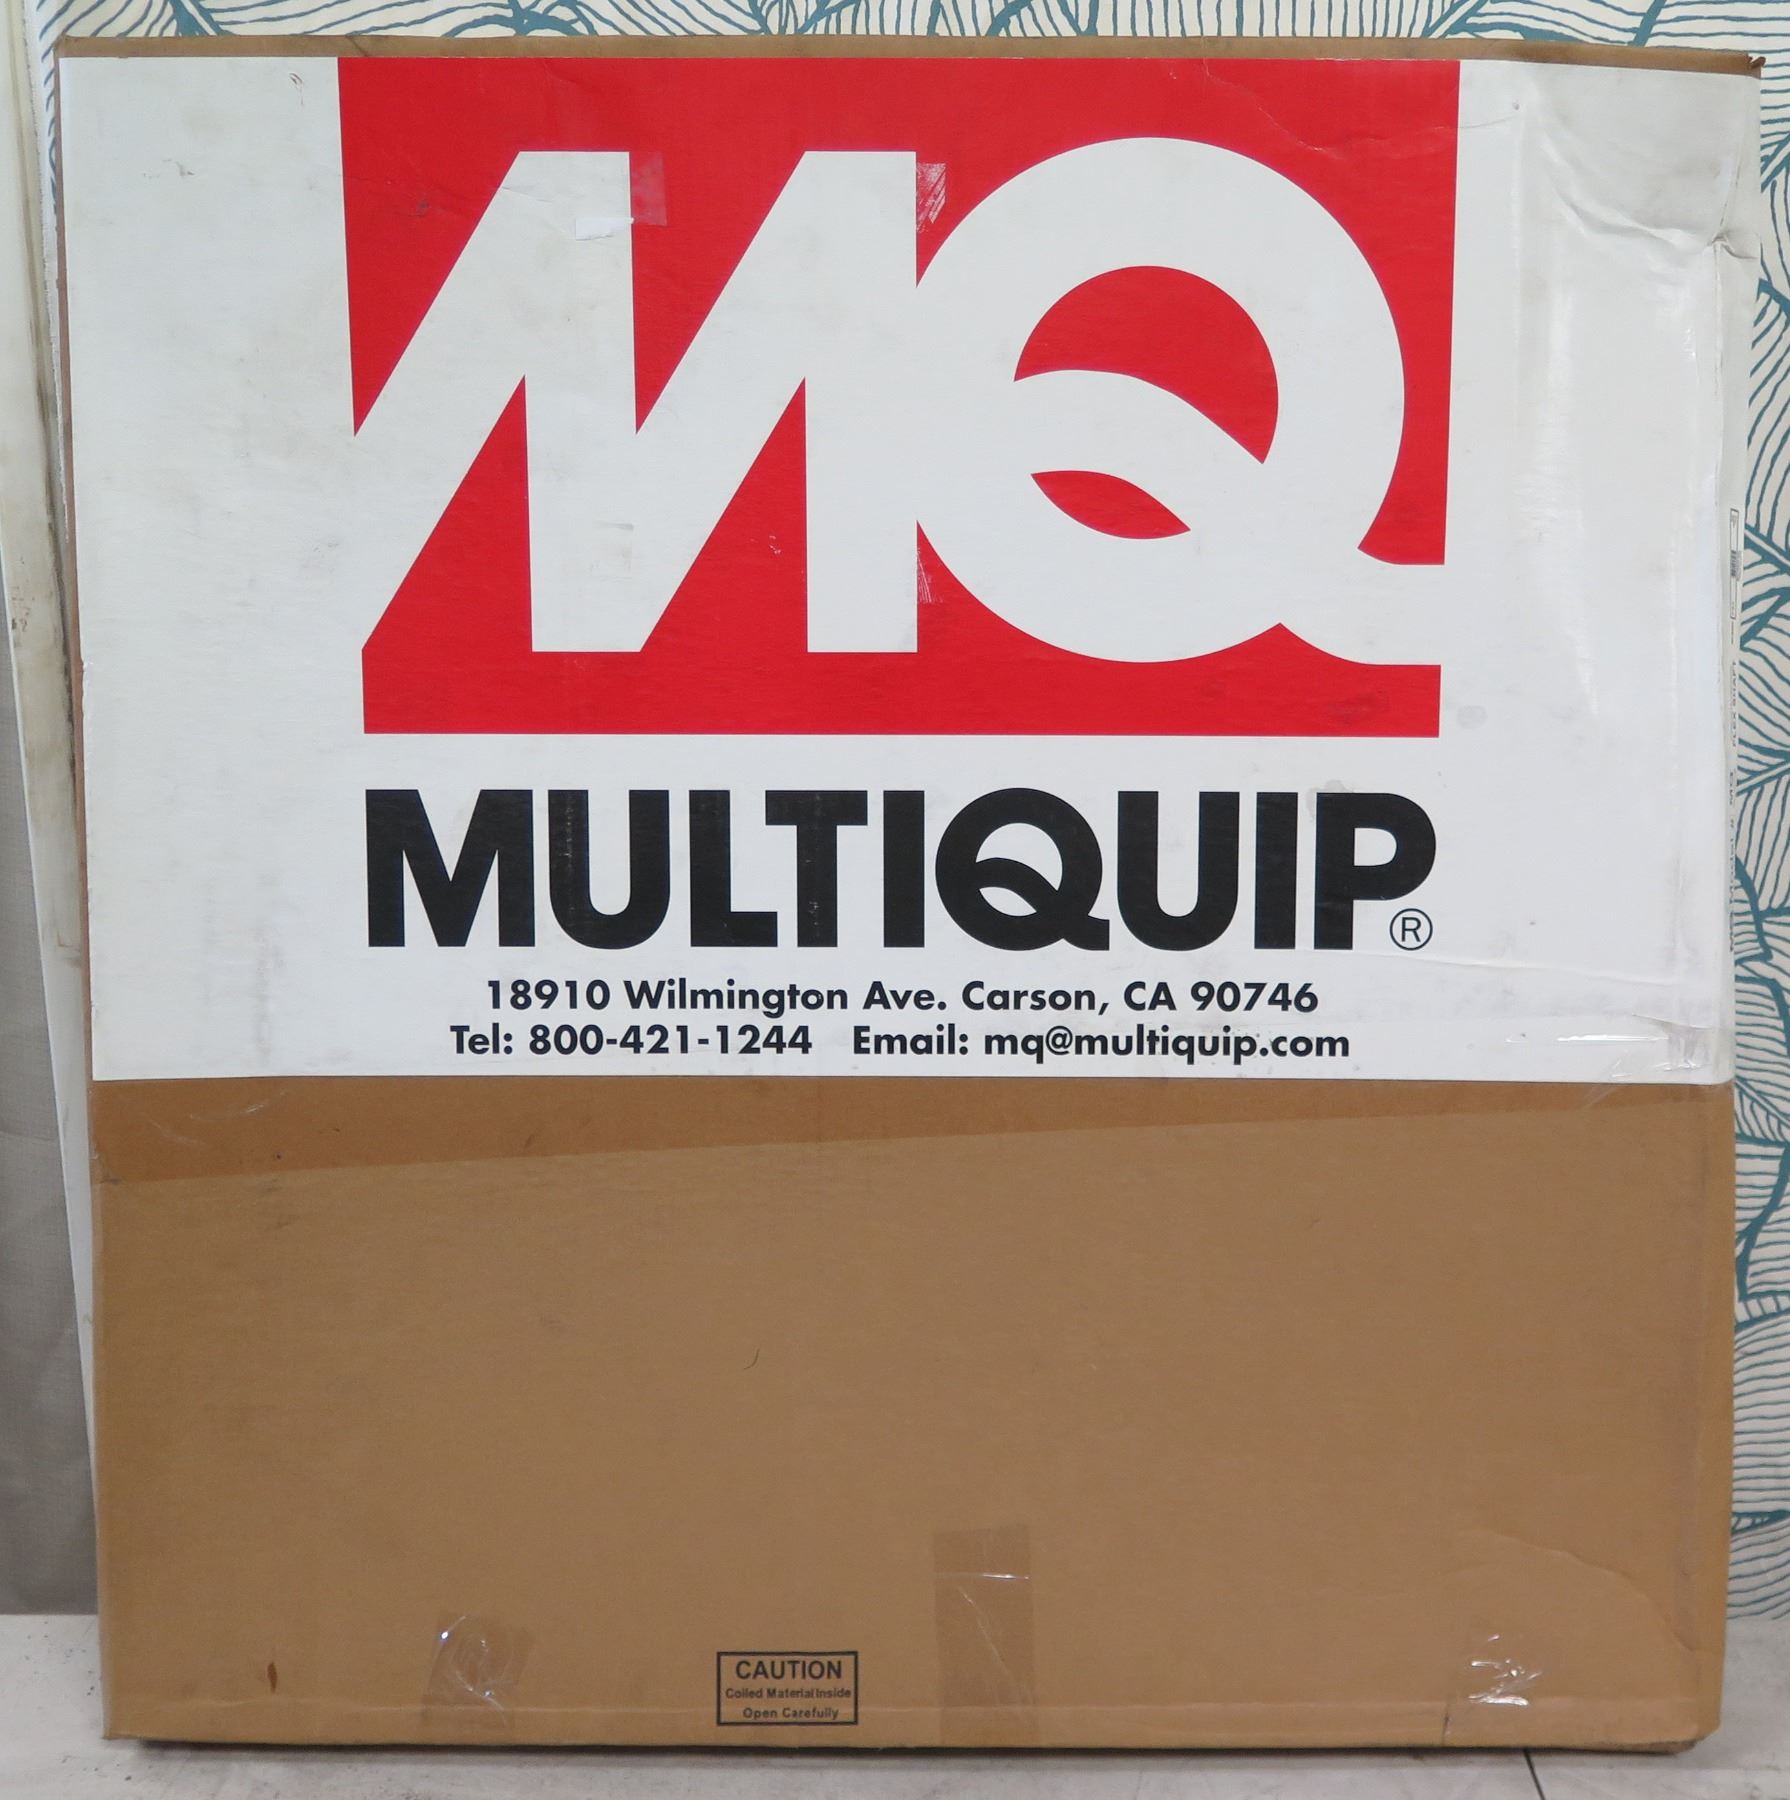 MQ
MULTIQUIP®
18910 Wilmington Ave. Carson, CA 90746
Tel: 800-421-1244 Email: mq@multiquip.com
CAUTION
Coiled Material Inside
Open Carefully